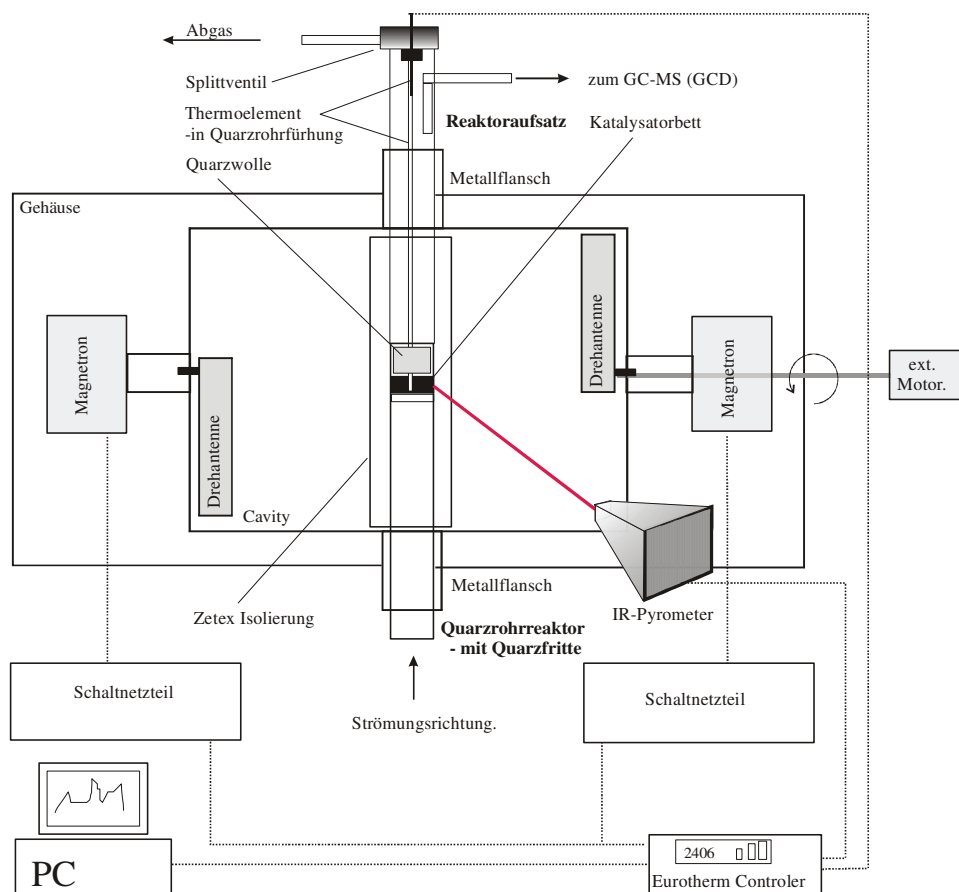 Abgas
Splittventil
zum GC-MS (GCD)
Thermoelement
-in Quarzrohrfürhung
Reaktoraufsatz
Katalysatorbett
Quarzwolle
Metallflansch
Gehäuse
Magnetron
Drehantenne
Drehantenne
Magnetron
ext.
Motor.
Cavity
Metallflansch
Zetex Isolierung
IR-Pyrometer
Quarzrohrreaktor
- mit Quarzfritte
Schaltnetzteil
Schaltnetzteil
Strömungsrichtung.
PC
2406
Eurotherm Controler